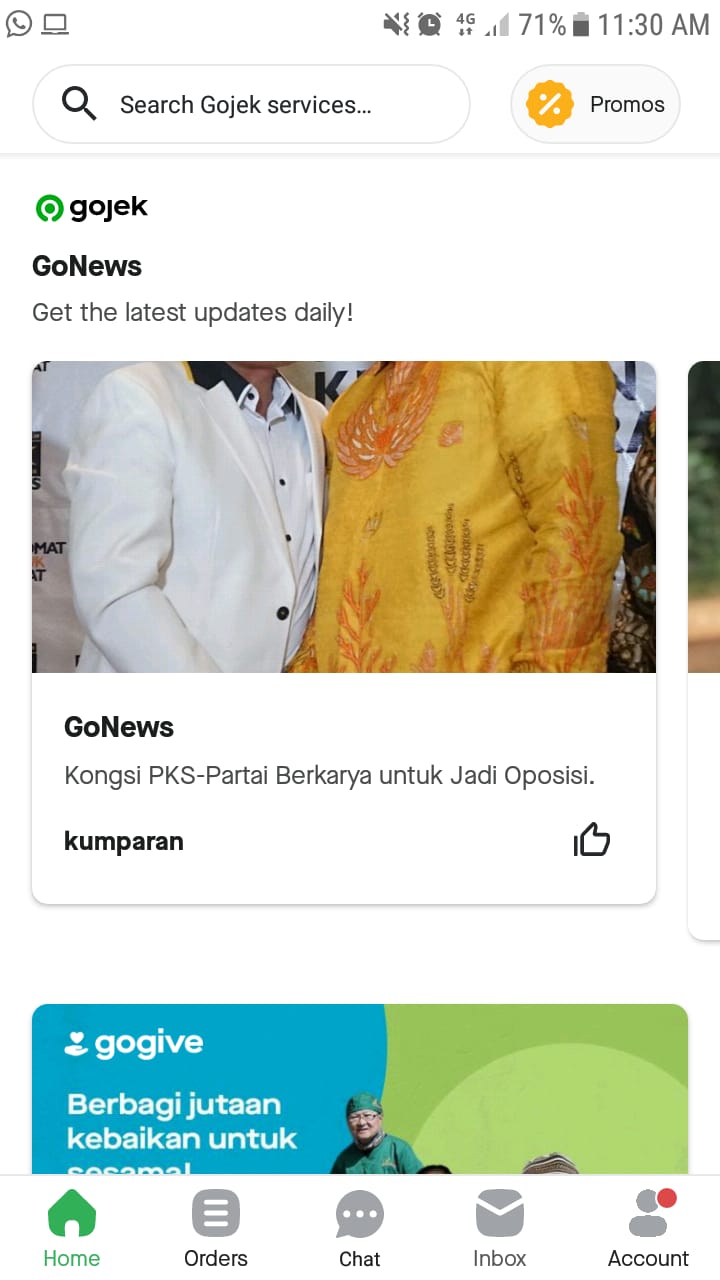 4G 71% 11:30 AM
Search Gojek services...
Promos
gojek
GoNews
Get the latest updates daily!
GoNews
Kongsi PKS-Partai Berkarya untuk Jadi Oposisi.
kumparan
gogive
Berbagi jutaan
kebaikan untuk
sesama!
Home
Orders
Chat
Inbox
Account